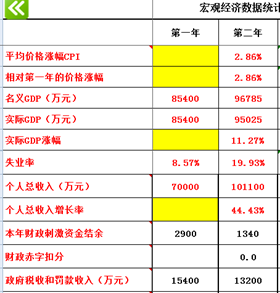 宏观经济数据统计
第一年 第二年
平均价格涨幅CPI 2.86%
相对第一年的价格涨幅 2.86%
名义GDP（万元） 85400 96785
实际GDP（万元） 85400 95025
实际GDP涨幅 11.27%
失业率 8.57% 19.93%
个人总收入（万元） 70000 101100
个人总收入增长率 44.43%
本年财政刺激资金结余 2900 1340
财政赤字扣分 0.0
政府税收和罚款收入（万元） 15400 13200